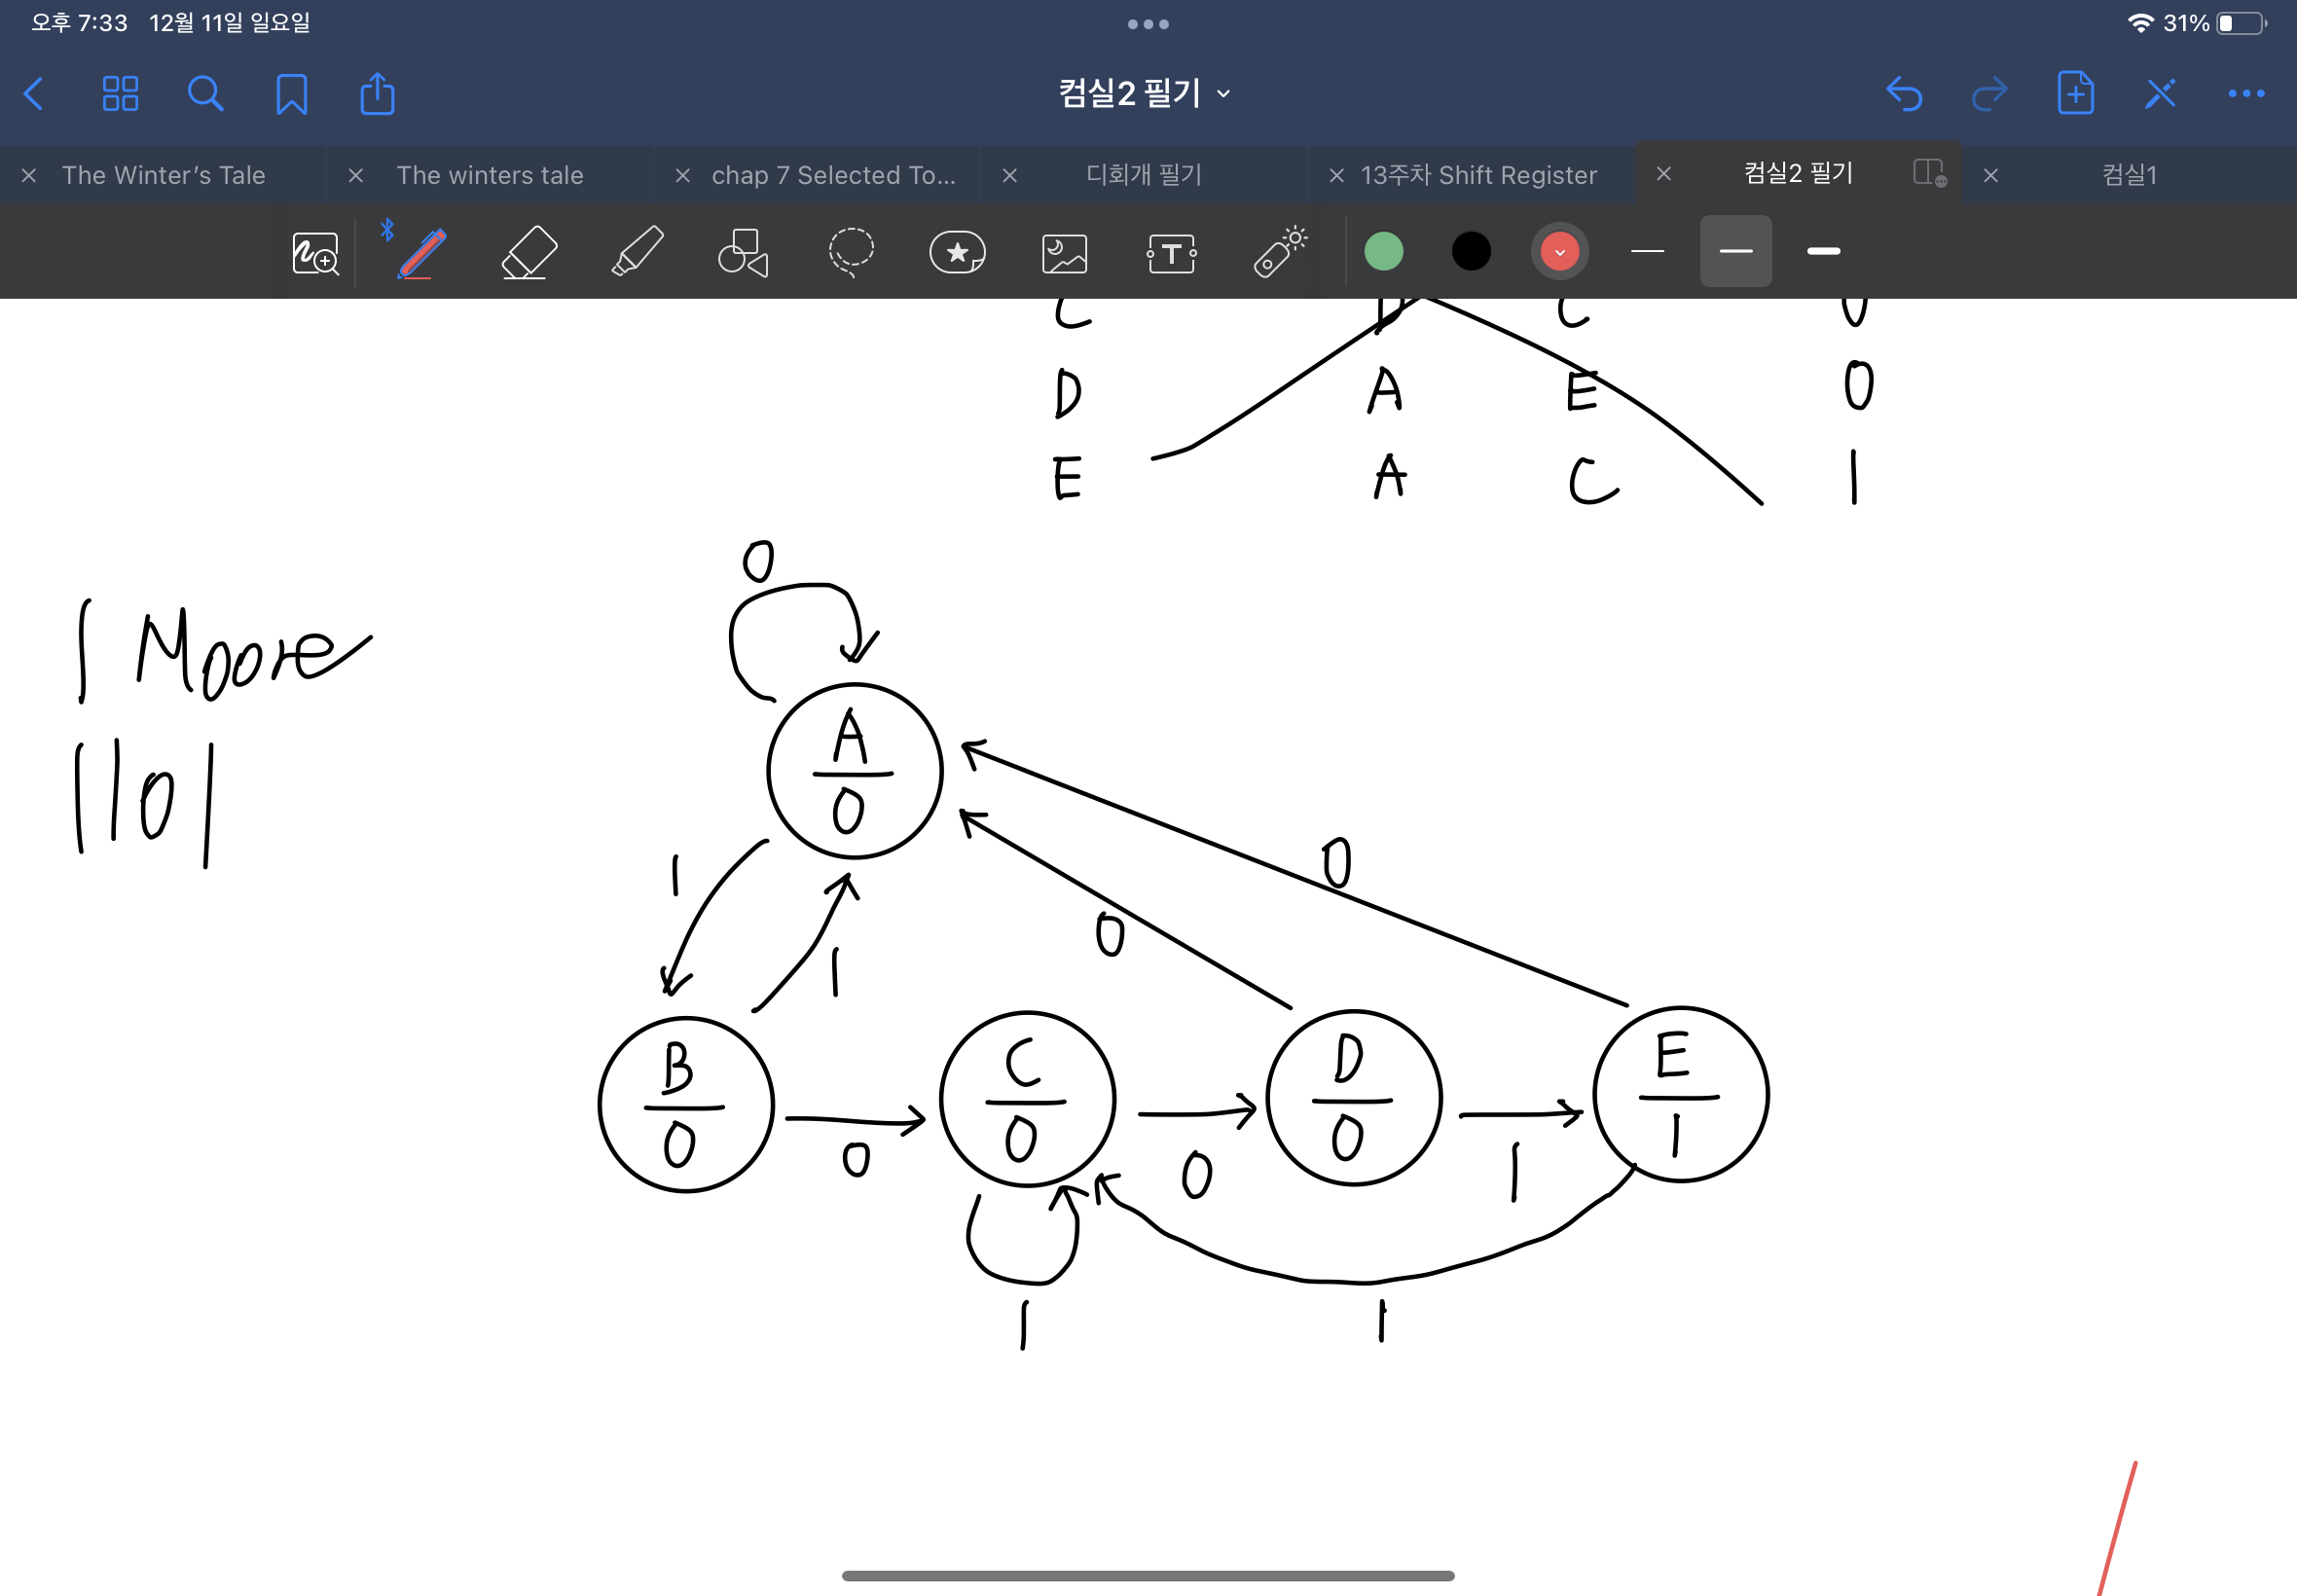 오후 7:33 12월 11일 일요일 31%
컴실2 필기
The Winter's Tale The winters tale chap 7 Selected To... 디회개 필기 13주차 Shift Register 컴실2 필기 컴실1
T
C D C 0
D A E 0
E A C 1
0
1 Moore
1101
A
0
0
1
0
1
B C D E
0 0 0 1
0 0 1
1 1